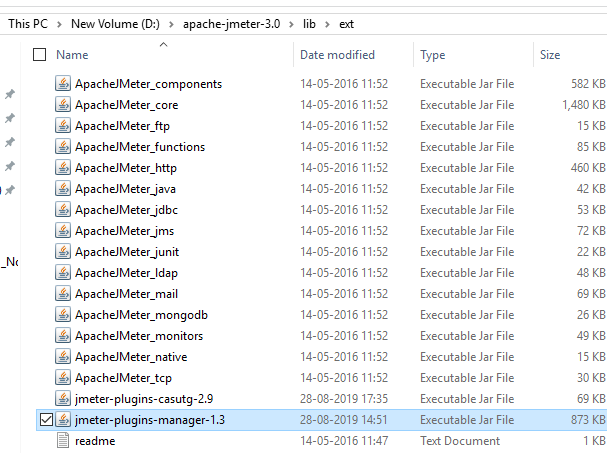 This PC > New Volume (D:) > apache-jmeter-3.0 > lib > ext
Name Date modified Type Size
ApacheJMeter_components 14-05-2016 11:52 Executable Jar File 582 KB
ApacheJMeter_core 14-05-2016 11:52 Executable Jar File 1,480 KB
ApacheJMeter_ftp 14-05-2016 11:52 Executable Jar File 15 KB
ApacheJMeter_functions 14-05-2016 11:52 Executable Jar File 85 KB
ApacheJMeter_http 14-05-2016 11:52 Executable Jar File 460 KB
ApacheJMeter_java 14-05-2016 11:52 Executable Jar File 42 KB
ApacheJMeter_jdbc 14-05-2016 11:52 Executable Jar File 53 KB
ApacheJMeter_jms 14-05-2016 11:52 Executable Jar File 72 KB
ApacheJMeter_junit 14-05-2016 11:52 Executable Jar File 22 KB
_No ApacheJMeter_ldap 14-05-2016 11:52 Executable Jar File 48 KB
ApacheJMeter_mail 14-05-2016 11:52 Executable Jar File 69 KB
ApacheJMeter_mongodb 14-05-2016 11:52 Executable Jar File 26 KB
ApacheJMeter_monitors 14-05-2016 11:52 Executable Jar File 49 KB
ApacheJMeter_native 14-05-2016 11:52 Executable Jar File 15 KB
ApacheJMeter_tcp 14-05-2016 11:52 Executable Jar File 30 KB
jmeter-plugins-casutg-2.9 28-08-2019 17:35 Executable Jar File 69 KB
jmeter-plugins-manager-1.3 28-08-2019 14:51 Executable Jar File 873 KB
readme 14-05-2016 11:47 Text Document 1 KB